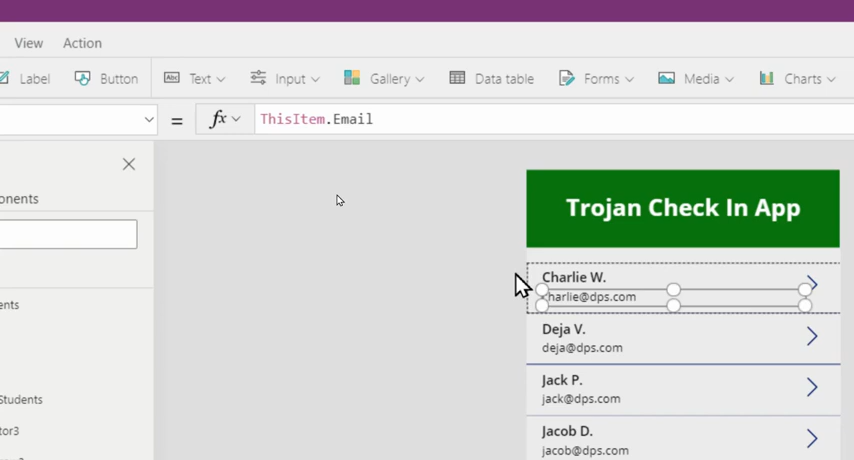 View Action
Label Button Abc Text Input Gallery Data table Forms Media Charts
= fx ThisItem.Email
onents
ents
Students
tor3
Trojan Check In App
Charlie W.
harlie@dps.com
Deja V.
deja@dps.com
Jack P.
jack@dps.com
Jacob D.
jacob@dps.com